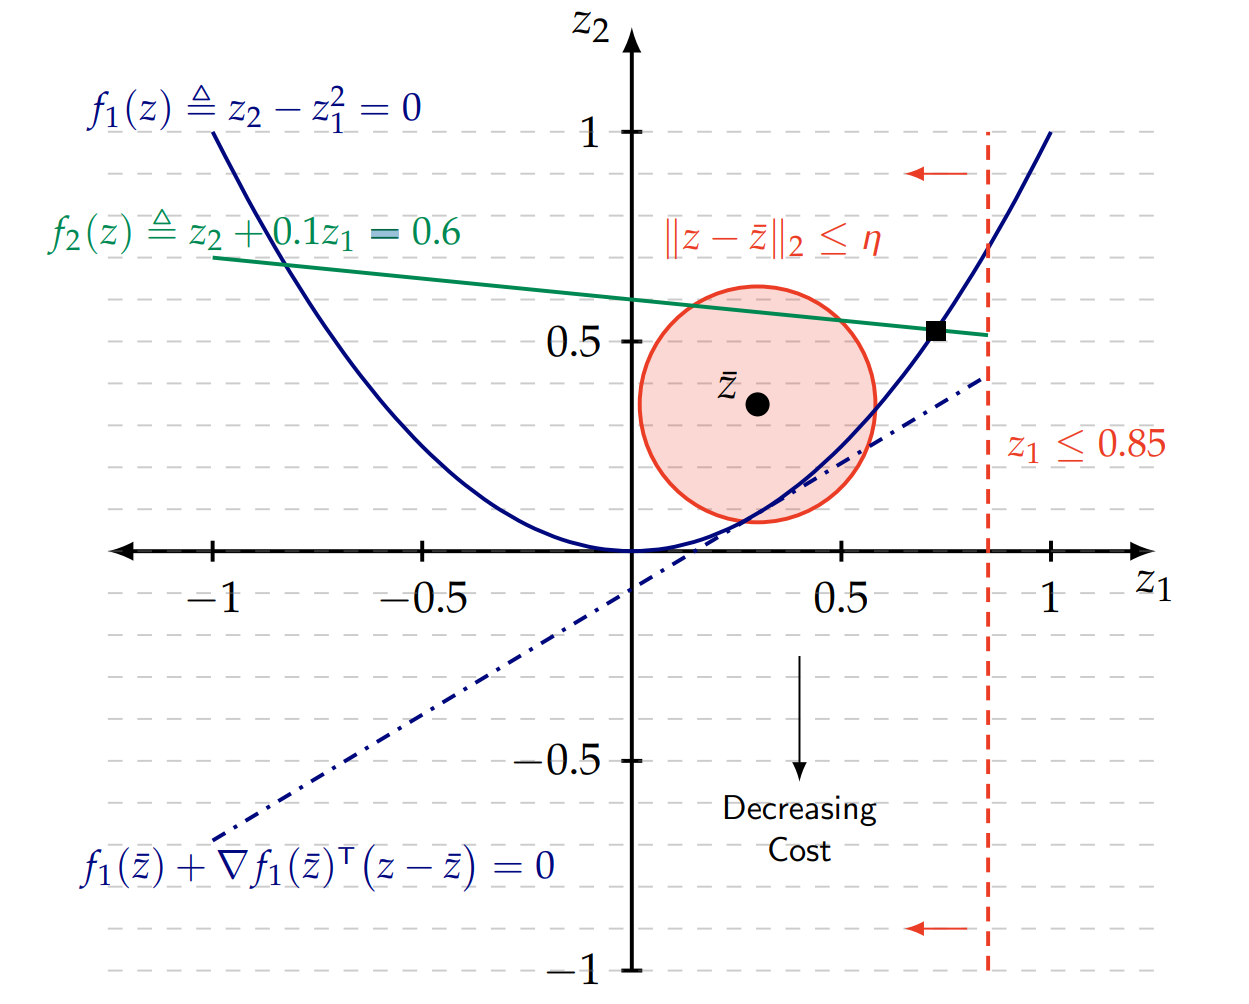 z₂
f₁(z) ≜ z₂ − z₁² = 0
1
f₂(z) ≜ z₂ + 0.1z₁ = 0.6
‖z − z̄‖₂ ≤ η
0.5
z̄
z₁ ≤ 0.85
−1
−0.5
0.5
1
z₁
−0.5
Decreasing
Cost
f₁(z̄) + ∇f₁(z̄)ᵀ(z − z̄) = 0
−1